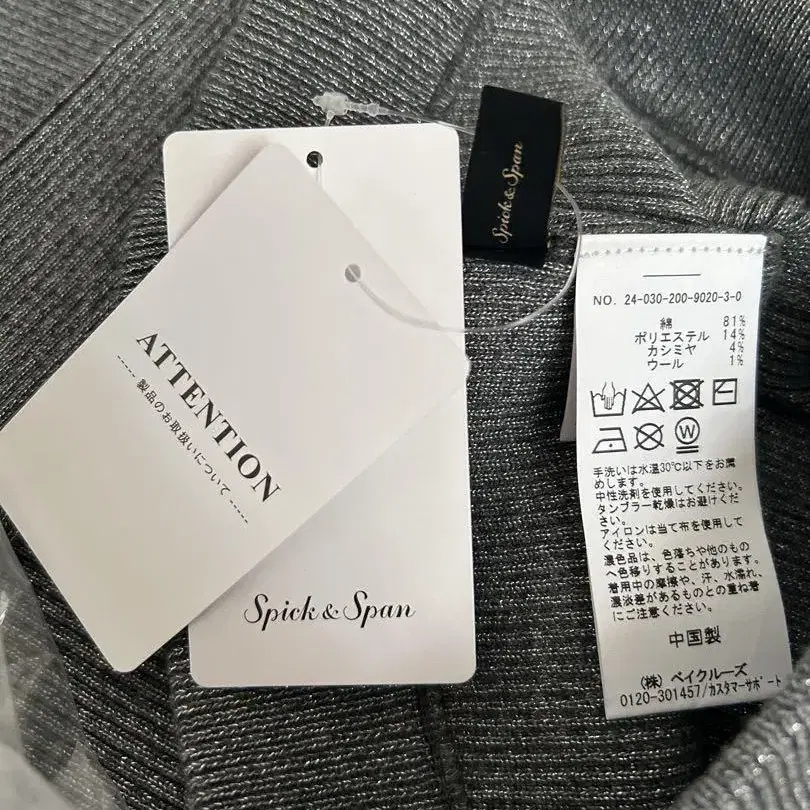 Spick & Span
ATTENTION
製品のお取扱いについて
Spick & Span
NO. 24-030-200-9020-3-0
綿 81%
ポリエステル 14%
カシミヤ 4%
ウール 1%
W
手洗いは水温30℃以下をお薦
めします。
中性洗剤を使用してください。
タンブラー乾燥はお避けくださ
い。
アイロンは当て布を使用して
ください。
濃色品は、色落ちや他のもの
へ色移りすることがあります。
着用中の摩擦や、汗、水濡れ、
濃淡差があるものとの重ね着
にご注意ください。
中国製
(株) ベイクルーズ
0120-301457/カスタマーサポート